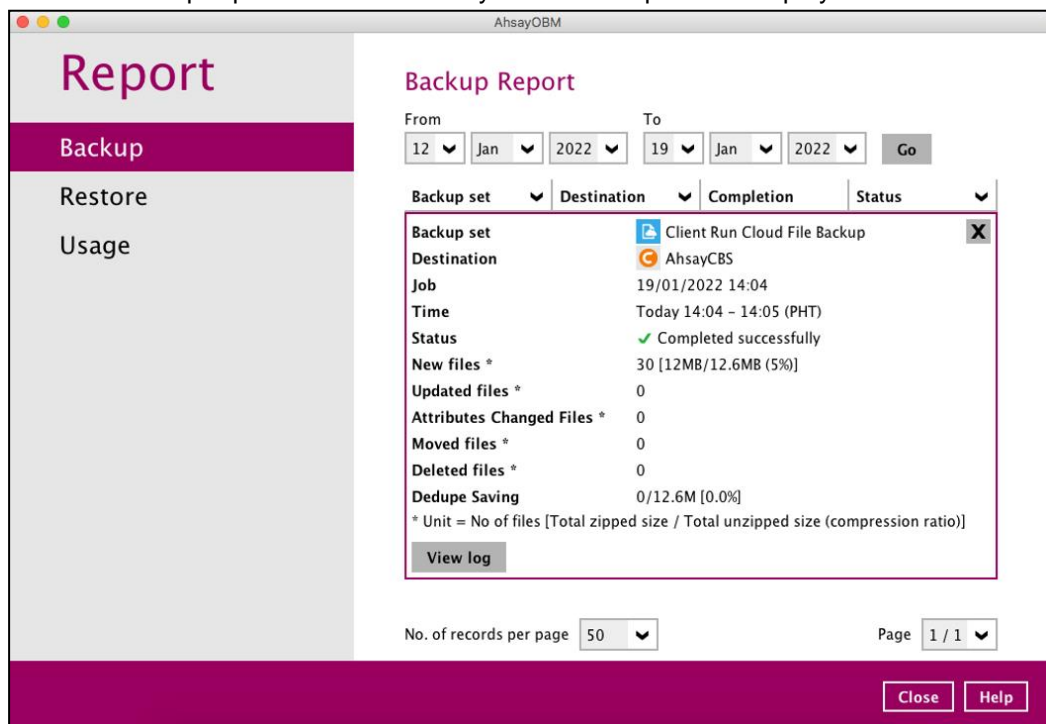 AhsayOBM
Report
Backup
Restore
Usage
Backup Report
From To
12 Jan 2022 19 Jan 2022 Go
Backup set Destination Completion Status
Backup set Client Run Cloud File Backup X
Destination C AhsayCBS
Job 19/01/2022 14:04
Time Today 14:04 – 14:05 (PHT)
Status Completed successfully
New files * 30 [12MB/12.6MB (5%)]
Updated files * 0
Attributes Changed Files * 0
Moved files * 0
Deleted files * 0
Dedupe Saving 0/12.6M [0.0%]
* Unit = No of files [Total zipped size / Total unzipped size (compression ratio)]
View log
No. of records per page 50 Page 1 / 1
Close Help